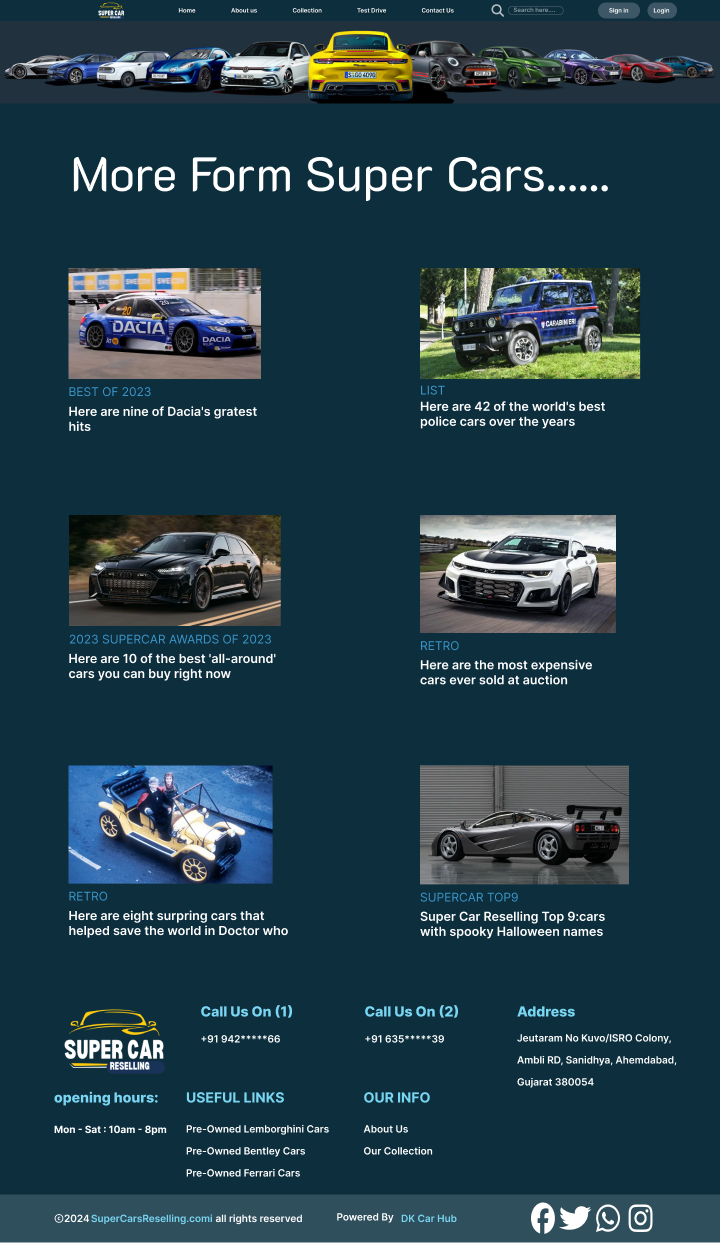 SUPER CAR
RESELLING
Home
About us
Collection
Test Drive
Contact Us
Search here....
Sign in
Login
S:GO 4096
More Form Super Cars......
DACIA
20
DACIA
BEST OF 2023
Here are nine of Dacia's gratest
hits
CARABINIERI
LIST
Here are 42 of the world's best
police cars over the years
2023 SUPERCAR AWARDS OF 2023
Here are 10 of the best 'all-around'
cars you can buy right now
RETRO
Here are the most expensive
cars ever sold at auction
RETRO
Here are eight surpring cars that
helped save the world in Doctor who
SUPERCAR TOP9
Super Car Reselling Top 9:cars
with spooky Halloween names
SUPER CAR
RESELLING
Call Us On (1)
+91 942*****66
Call Us On (2)
+91 635*****39
Address
Jeutaram No Kuvo/ISRO Colony,
Ambli RD, Sanidhya, Ahemdabad,
Gujarat 380054
opening hours:
Mon - Sat : 10am - 8pm
USEFUL LINKS
Pre-Owned Lemborghini Cars
Pre-Owned Bentley Cars
Pre-Owned Ferrari Cars
OUR INFO
About Us
Our Collection
©2024 SuperCarsReselling.comi all rights reserved
Powered By DK Car Hub